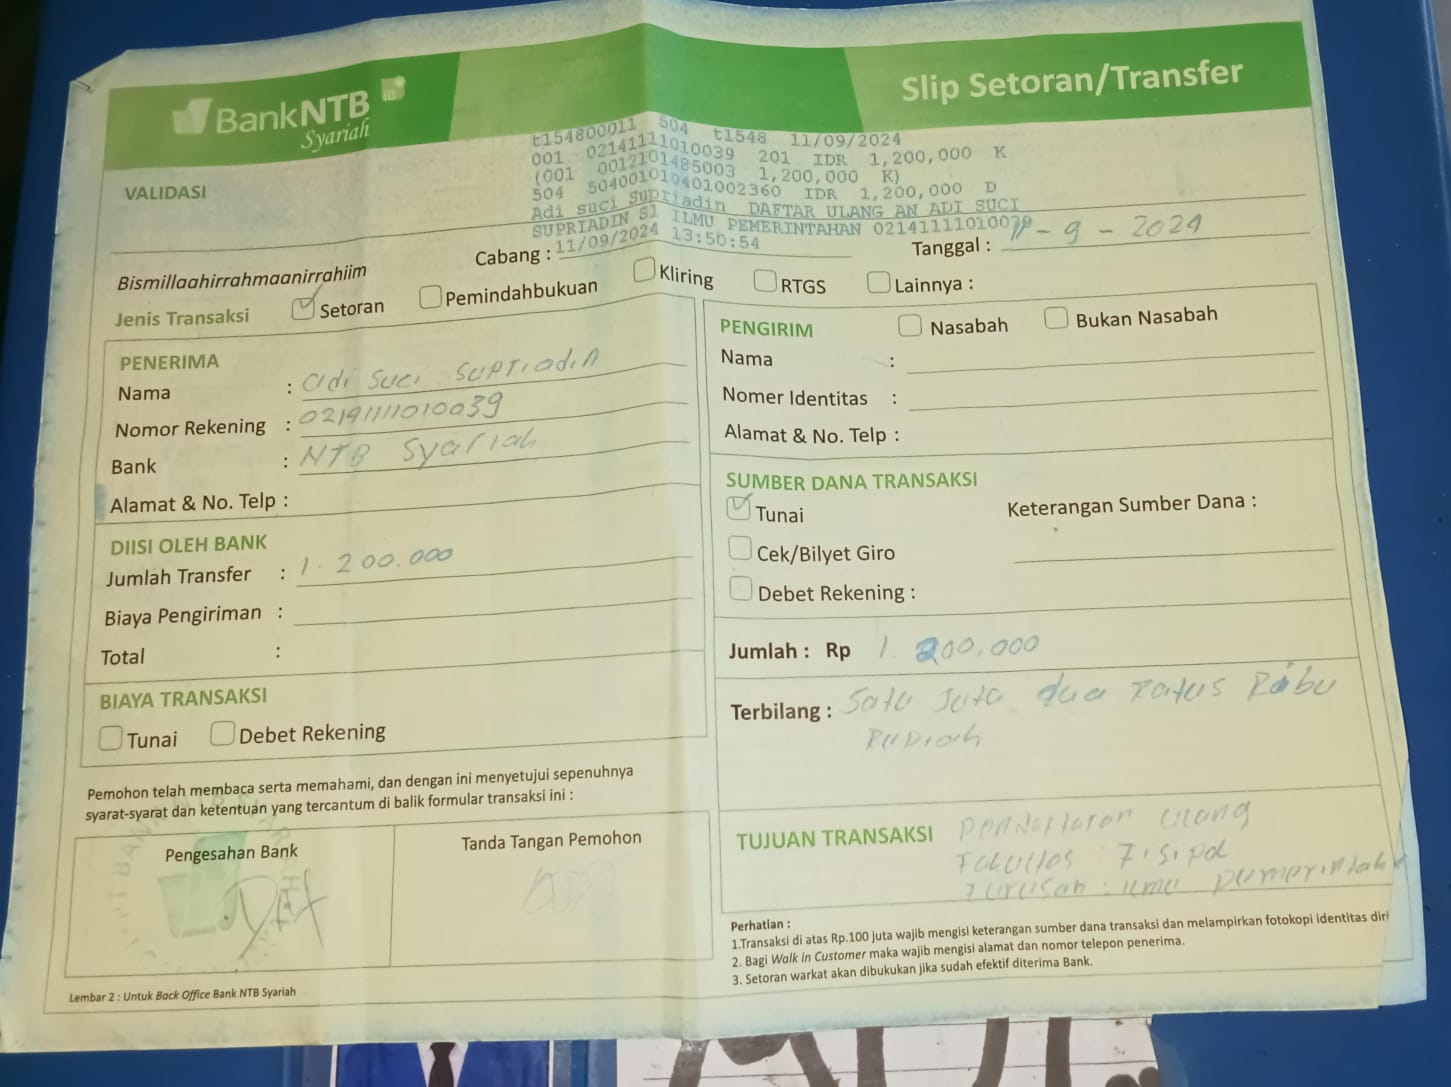 BankNTB
Syariah
Slip Setoran/Transfer
t154800011 504 t1548 11/09/2024
001 02141111010039 201 IDR 1,200,000 K
(001 0012101485003 1,200,000 K)
504 504001010401002360 IDR 1,200,000 D
Adi suci Supriadin DAFTAR ULANG AN ADI SUCI
SUPRIADIN S1 ILMU PEMERINTAHAN 02141111010039
11/09/2024 13:50:54
VALIDASI
Bismillaahirrahmaanirrahiim
Cabang :
Tanggal : 11 - 9 - 2024
Jenis Transaksi
Setoran
Pemindahbukuan
Kliring
RTGS
Lainnya :
PENERIMA
Nama : Adi Suci Supriadin
Nomor Rekening : 02141111010039
Bank : NTB Syariah
Alamat & No. Telp :
DIISI OLEH BANK
Jumlah Transfer : 1.200.000
Biaya Pengiriman :
Total :
BIAYA TRANSAKSI
Tunai
Debet Rekening
Pemohon telah membaca serta memahami, dan dengan ini menyetujui sepenuhnya
syarat-syarat dan ketentuan yang tercantum di balik formular transaksi ini :
Pengesahan Bank
Tanda Tangan Pemohon
Lembar 2 : Untuk Back Office Bank NTB Syariah
PENGIRIM
Nasabah
Bukan Nasabah
Nama :
Nomer Identitas :
Alamat & No. Telp :
SUMBER DANA TRANSAKSI
Tunai
Keterangan Sumber Dana :
Cek/Bilyet Giro
Debet Rekening :
Jumlah : Rp 1.200.000
Terbilang : Satu Juta dua Ratus Ribu
Rupiah
TUJUAN TRANSAKSI Pendaftaran Ulang
Fakultas : Fisipol
Jurusan : ilmu pemerintahan
Perhatian :
1.Transaksi di atas Rp.100 juta wajib mengisi keterangan sumber dana transaksi dan melampirkan fotokopi identitas diri
2. Bagi Walk in Customer maka wajib mengisi alamat dan nomor telepon penerima.
3. Setoran warkat akan dibukukan jika sudah efektif diterima Bank.